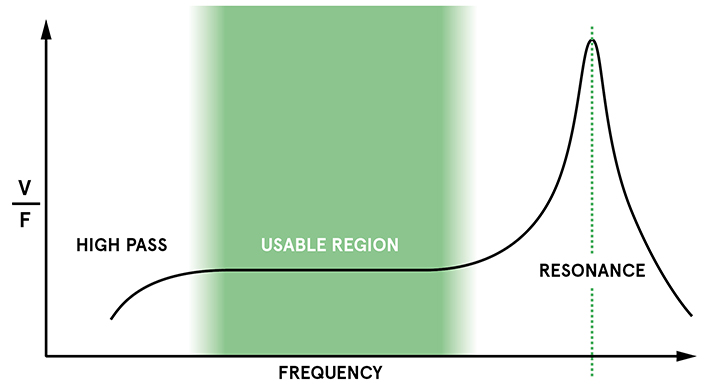 V
F
HIGH PASS
USABLE REGION
RESONANCE
FREQUENCY